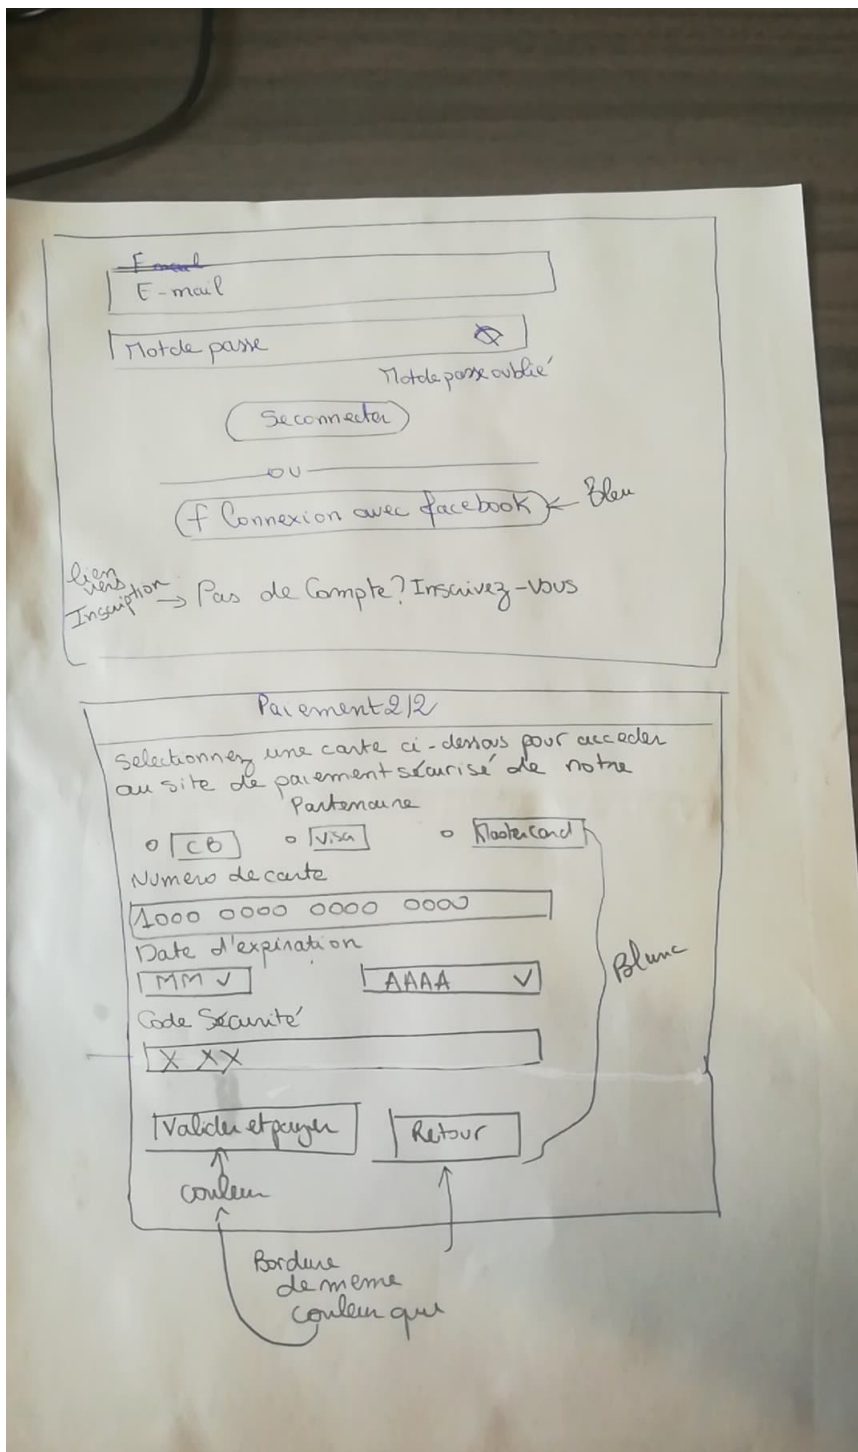 E-mail
E-mail
Mot de passe
Mot de passe oublié
Se connecter
ou
f Connexion avec facebook
Bleu
lien
vers
Inscription
Pas de Compte? Inscrivez-vous
Paiement 2/2
Selectionnez une carte ci-dessous pour acceder
au site de paiement sécurisé de notre
Partenaire
CB Visa Mastercard
Numero de carte
1000 0000 0000 0000
Date d'expiration
MM AAAA
Blanc
Code Sécurité
X XX
Valider et payer Retour
couleur
Bordure
de meme
couleur que